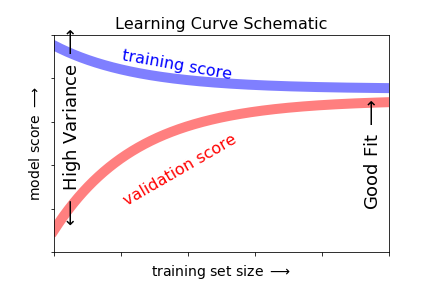 Learning Curve Schematic
training score
validation score
← High Variance →
Good Fit →
model score →
training set size →